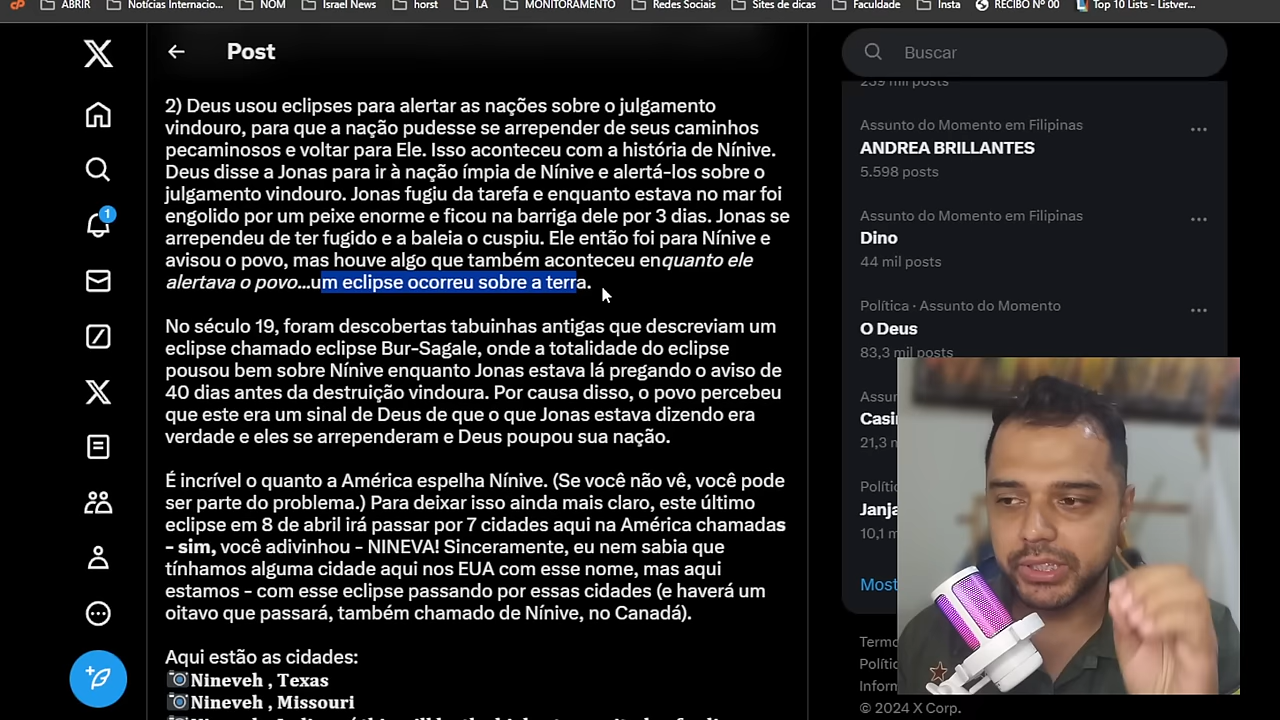 ABRIR
Notícias Internacio...
NOM
Israel News
horst
I.A
MONITORAMENTO
Redes Sociais
Sites de dicas
Faculdade
Insta
RECIBO Nº 00
Top 10 Lists - Listver...
Post
2) Deus usou eclipses para alertar as nações sobre o julgamento
vindouro, para que a nação pudesse se arrepender de seus caminhos
pecaminosos e voltar para Ele. Isso aconteceu com a história de Nínive.
Deus disse a Jonas para ir à nação ímpia de Nínive e alertá-los sobre o
julgamento vindouro. Jonas fugiu da tarefa e enquanto estava no mar foi
engolido por um peixe enorme e ficou na barriga dele por 3 dias. Jonas se
arrependeu de ter fugido e a baleia o cuspiu. Ele então foi para Nínive e
avisou o povo, mas houve algo que também aconteceu enquanto ele
alertava o povo...um eclipse ocorreu sobre a terra.
No século 19, foram descobertas tabuinhas antigas que descreviam um
eclipse chamado eclipse Bur-Sagale, onde a totalidade do eclipse
pousou bem sobre Nínive enquanto Jonas estava lá pregando o aviso de
40 dias antes da destruição vindoura. Por causa disso, o povo percebeu
que este era um sinal de Deus de que o que Jonas estava dizendo era
verdade e eles se arrependeram e Deus poupou sua nação.
É incrível o quanto a América espelha Nínive. (Se você não vê, você pode
ser parte do problema.) Para deixar isso ainda mais claro, este último
eclipse em 8 de abril irá passar por 7 cidades aqui na América chamadas
- sim, você adivinhou - NINEVA! Sinceramente, eu nem sabia que
tínhamos alguma cidade aqui nos EUA com esse nome, mas aqui
estamos - com esse eclipse passando por essas cidades (e haverá um
oitavo que passará, também chamado de Nínive, no Canadá).
Aqui estão as cidades:
Nineveh , Texas
Nineveh , Missouri
1
Buscar
239 mil posts
Assunto do Momento em Filipinas
ANDREA BRILLANTES
5.598 posts
Assunto do Momento em Filipinas
Dino
44 mil posts
Política · Assunto do Momento
O Deus
83,3 mil posts
Assu
Casi
21,3 m
Polític
Janja
10,1 m
Most
Termo
Polític
Inform
© 2024 X Corp.